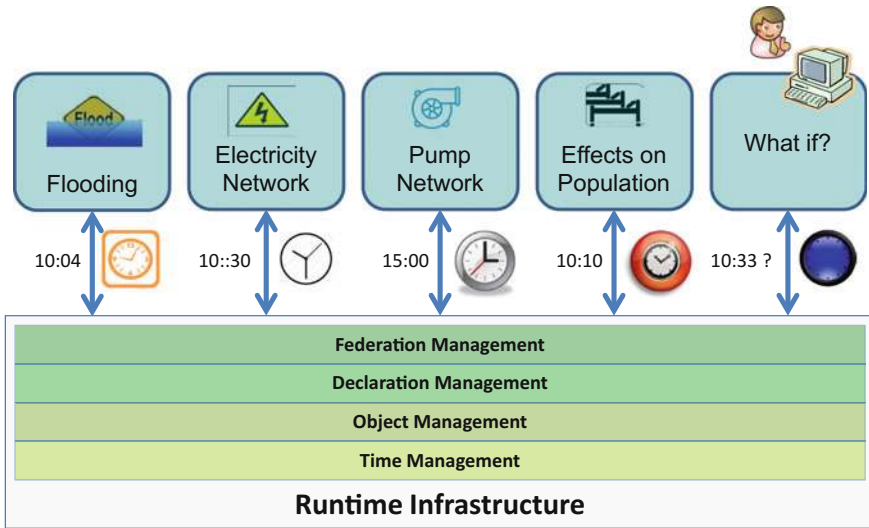 Flood
Flooding
Electricity
Network
Pump
Network
Effects on
Population
What if?
10:04
10::30
15:00
10:10
10:33 ?
Federation Management
Declaration Management
Object Management
Time Management
Runtime Infrastructure